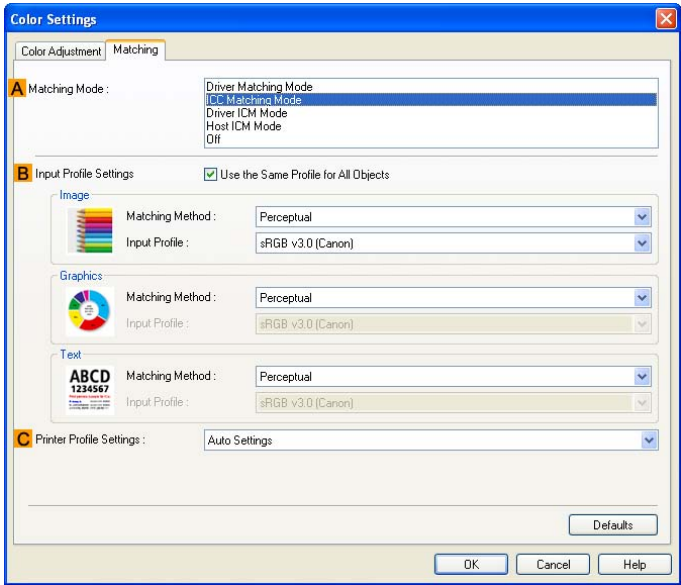 Color Settings
Color Adjustment Matching
A Matching Mode : Driver Matching Mode
ICC Matching Mode
Driver ICM Mode
Host ICM Mode
Off
B Input Profile Settings Use the Same Profile for All Objects
Image
Matching Method : Perceptual
Input Profile : sRGB v3.0 (Canon)
Graphics
Matching Method : Perceptual
Input Profile : sRGB v3.0 (Canon)
Text
ABCD
1234567
Matching Method : Perceptual
Input Profile : sRGB v3.0 (Canon)
C Printer Profile Settings : Auto Settings
Defaults
OK Cancel Help